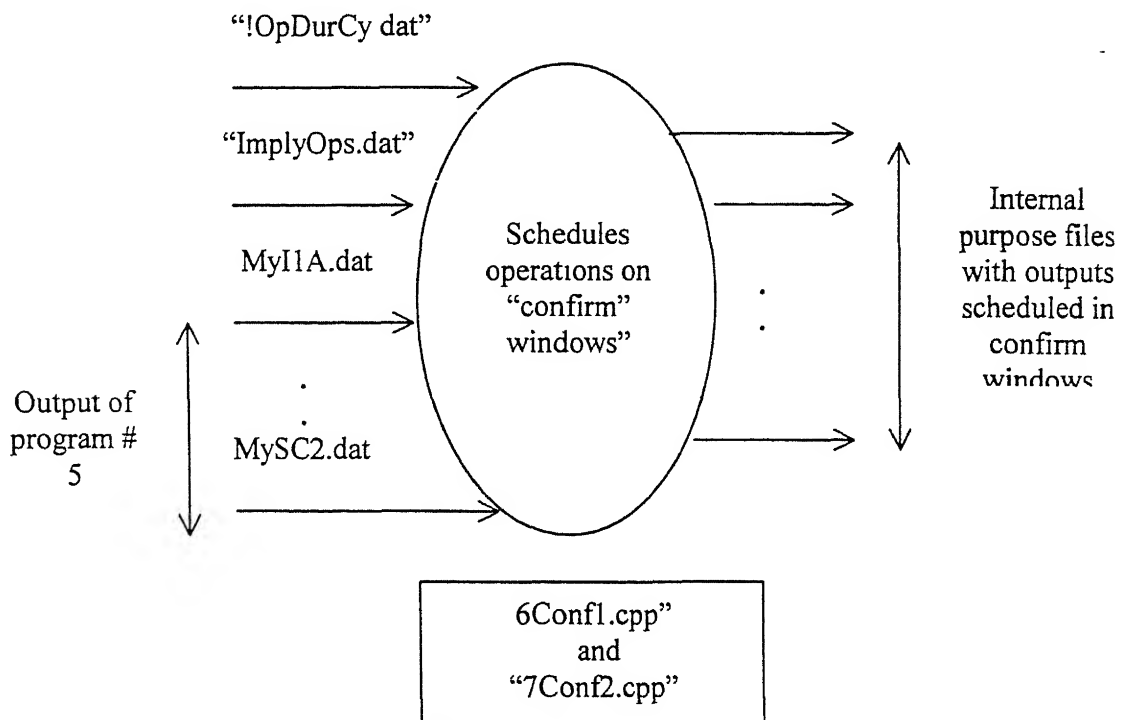 “!OpDurCy dat”
“ImplyOps.dat”
MyI1A.dat
MySC2.dat
Output of
program #
5
Schedules
operations on
“confirm”
windows”
Internal
purpose files
with outputs
scheduled in
confirm
windows
6Conf1.cpp”
and
“7Conf2.cpp”